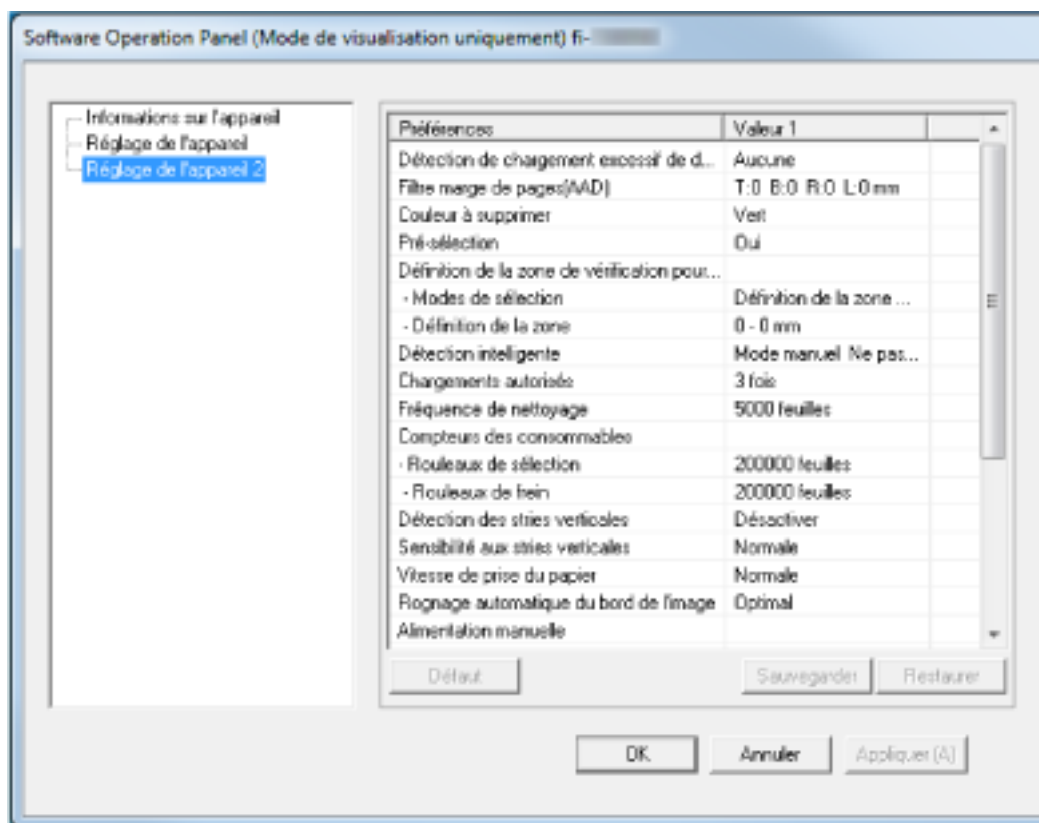 Software Operation Panel (Mode de visualisation uniquement) fi-
Informations sur l'appareil
Réglage de l'appareil
Réglage de l'appareil 2
Préférences Valeur 1
Détection de chargement excessif de d... Aucune
Filtre marge de pages(AAD) T:0 B:0 R:0 L:0 mm
Couleur à supprimer Vert
Pré-sélection Oui
Définition de la zone de vérification pour...
- Modes de sélection Définition de la zone ...
- Définition de la zone 0 - 0 mm
Détection inteligente Mode manuel Ne pas...
Chargements autorisés 3 fois
Fréquence de nettoyage 5000 feuilles
Compteurs des consommables
- Rouleaux de sélection 200000 feuilles
- Rouleaux de frein 200000 feuilles
Détection des stries verticales Désactiver
Sensibilité aux stries verticales Normale
Vitesse de prise du papier Normale
Rognage automatique du bord de l'image Optimal
Alimentation manuelle
Défaut Sauvegarder Restaurer
OK Annuler Appliquer (A)